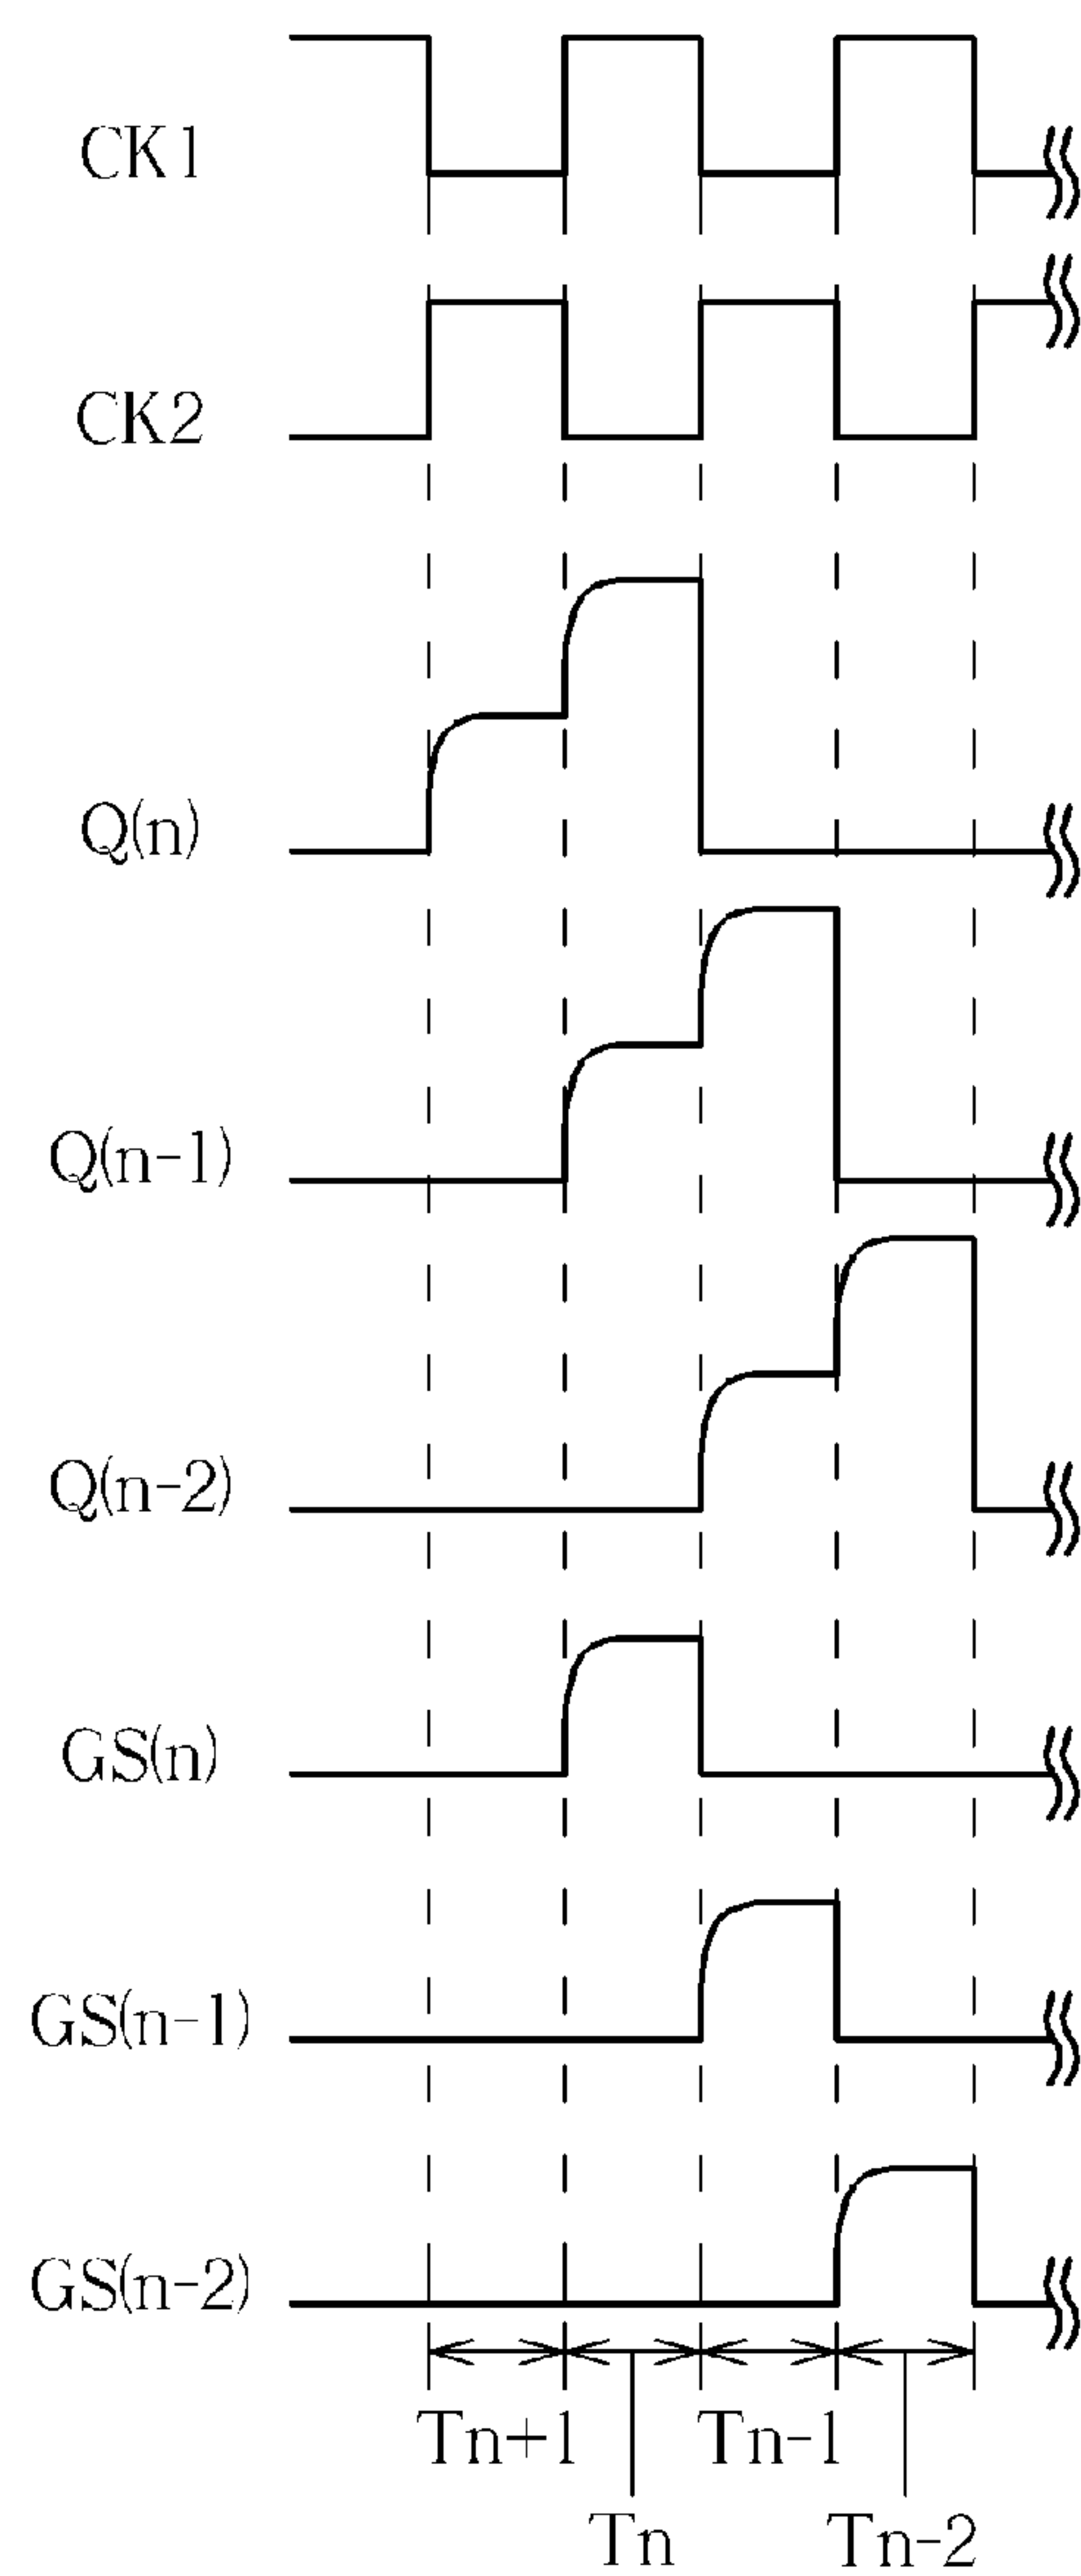 CK1
CK2
Q(n)
Q(n-1)
Q(n-2)
GS(n)
GS(n-1)
GS(n-2)
Tn+1
Tn-1
Tn
Tn-2